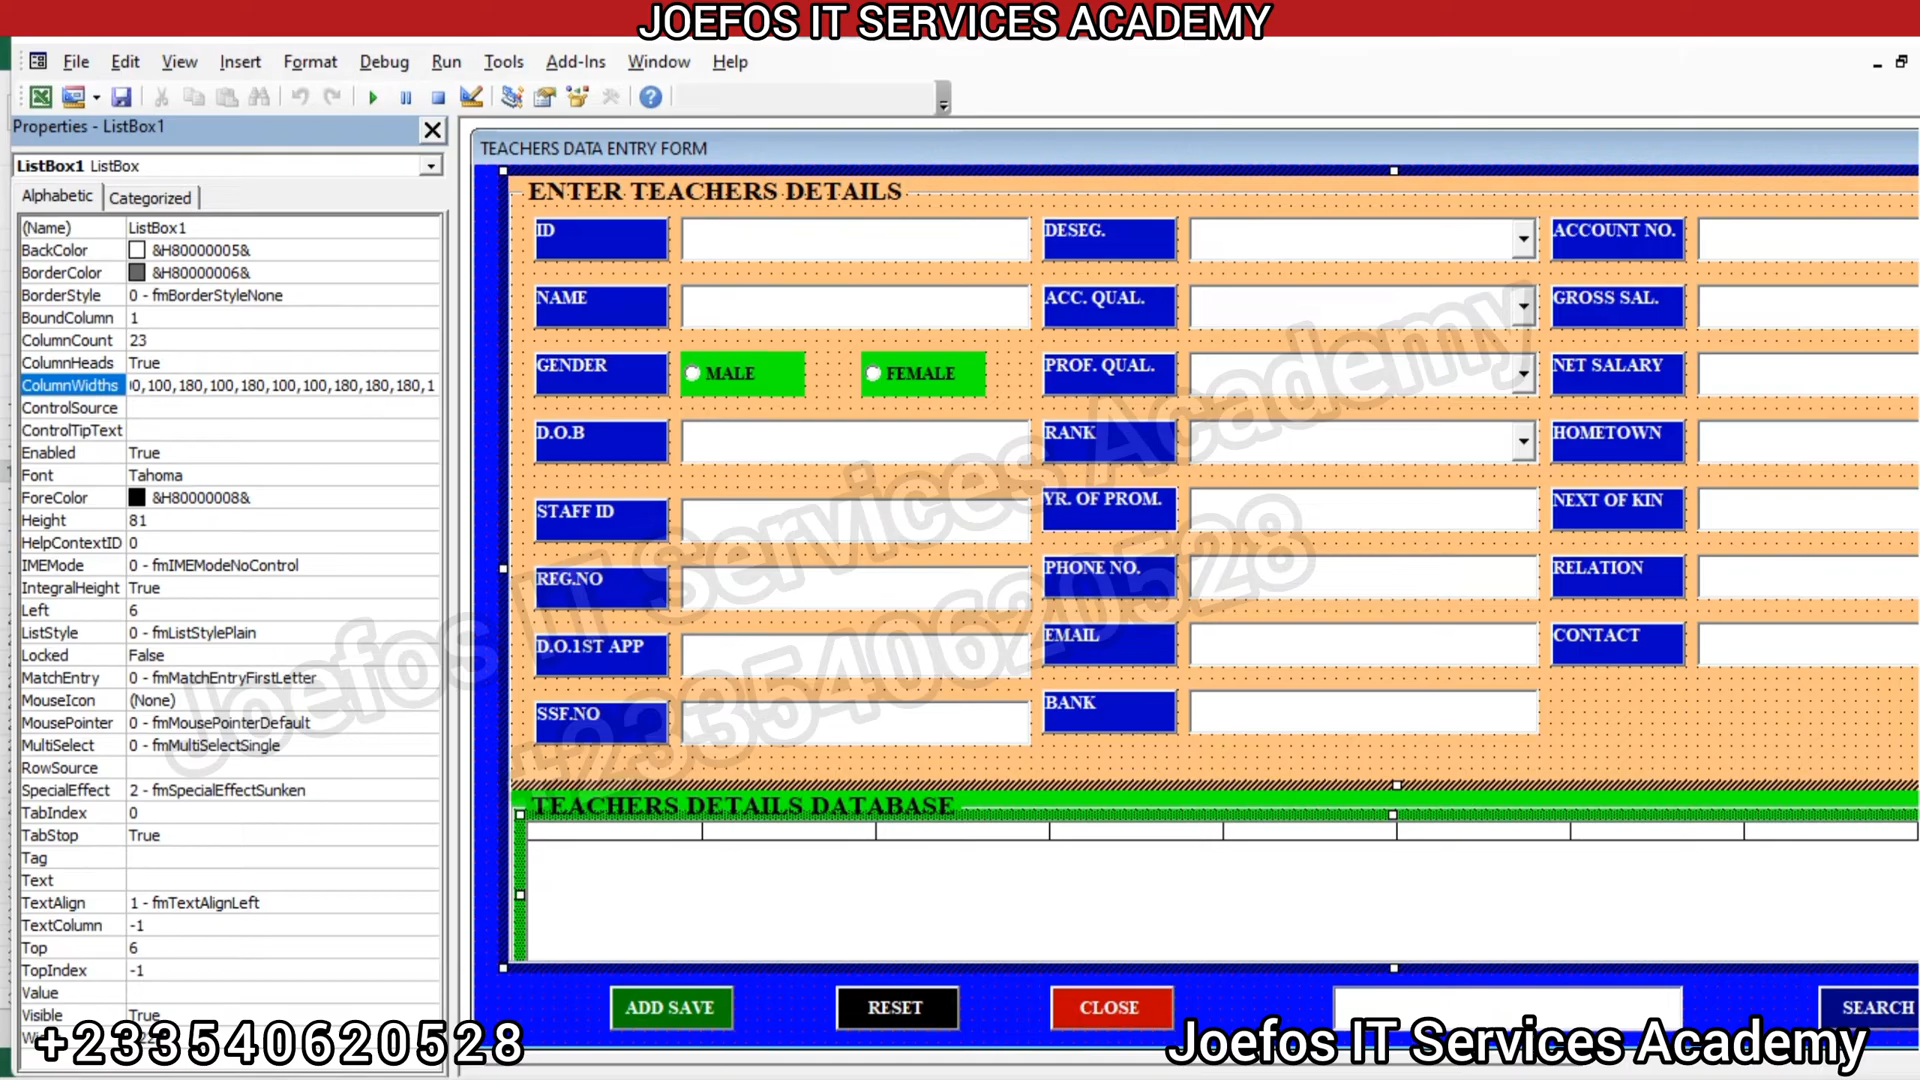 JOEFOS IT SERVICES ACADEMY
File Edit View Insert Format Debug Run Tools Add-Ins Window Help
Properties - ListBox1
ListBox1 ListBox
Alphabetic Categorized
(Name) ListBox1
BackColor &H80000005&
BorderColor &H80000006&
BorderStyle 0 - fmBorderStyleNone
BoundColumn 1
ColumnCount 23
ColumnHeads True
ColumnWidths 00,100,180,100,180,100,100,180,180,180,1
ControlSource
ControlTipText
Enabled True
Font Tahoma
ForeColor &H80000008&
Height 81
HelpContextID 0
IMEMode 0 - fmIMEModeNoControl
IntegralHeight True
Left 6
ListStyle 0 - fmListStylePlain
Locked False
MatchEntry 0 - fmMatchEntryFirstLetter
MouseIcon (None)
MousePointer 0 - fmMousePointerDefault
MultiSelect 0 - fmMultiSelectSingle
RowSource
SpecialEffect 2 - fmSpecialEffectSunken
TabIndex 0
TabStop True
Tag
Text
TextAlign 1 - fmTextAlignLeft
TextColumn -1
Top 6
TopIndex -1
Value
Visible True
TEACHERS DATA ENTRY FORM
ENTER TEACHERS DETAILS
ID DESEG. ACCOUNT NO.
NAME ACC. QUAL. GROSS SAL.
GENDER MALE FEMALE PROF. QUAL. NET SALARY
D.O.B RANK HOMETOWN
STAFF ID YR. OF PROM. NEXT OF KIN
REG.NO PHONE NO. RELATION
D.O.1ST APP EMAIL CONTACT
SSF.NO BANK
Joefos IT Services Academy
+233540620528
TEACHERS DETAILS DATABASE
ADD SAVE RESET CLOSE SEARCH
+233540620528
Joefos IT Services Academy